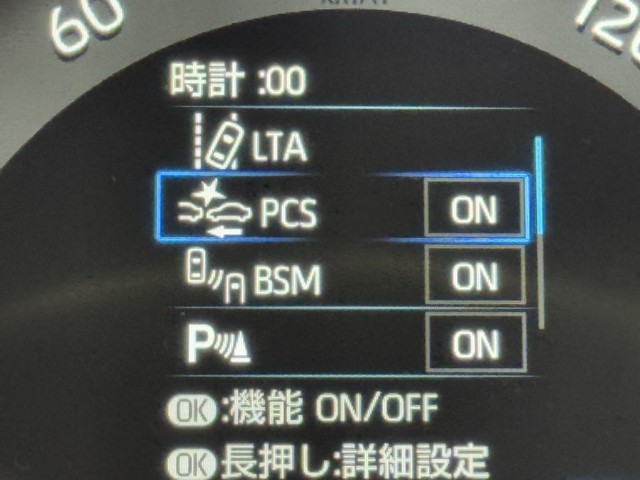 60
120
時計 :00
LTA
PCS ON
BSM ON
P ON
OK:機能 ON/OFF
OK長押し:詳細設定